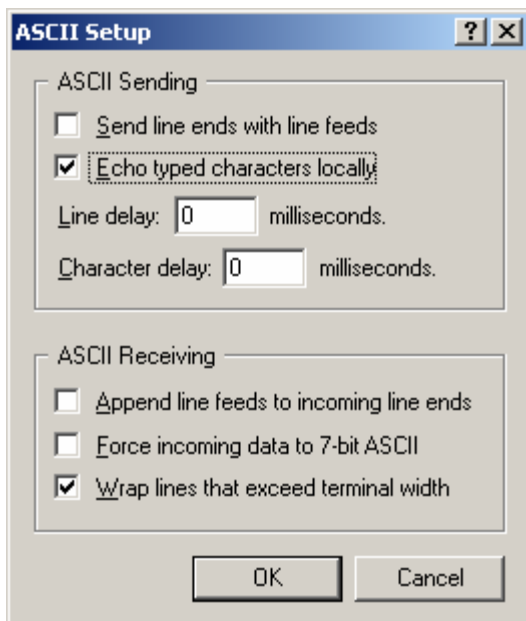 ASCII Setup
ASCII Sending
Send line ends with line feeds
Echo typed characters locally
Line delay: 0 milliseconds.
Character delay: 0 milliseconds.
ASCII Receiving
Append line feeds to incoming line ends
Force incoming data to 7-bit ASCII
Wrap lines that exceed terminal width
OK Cancel